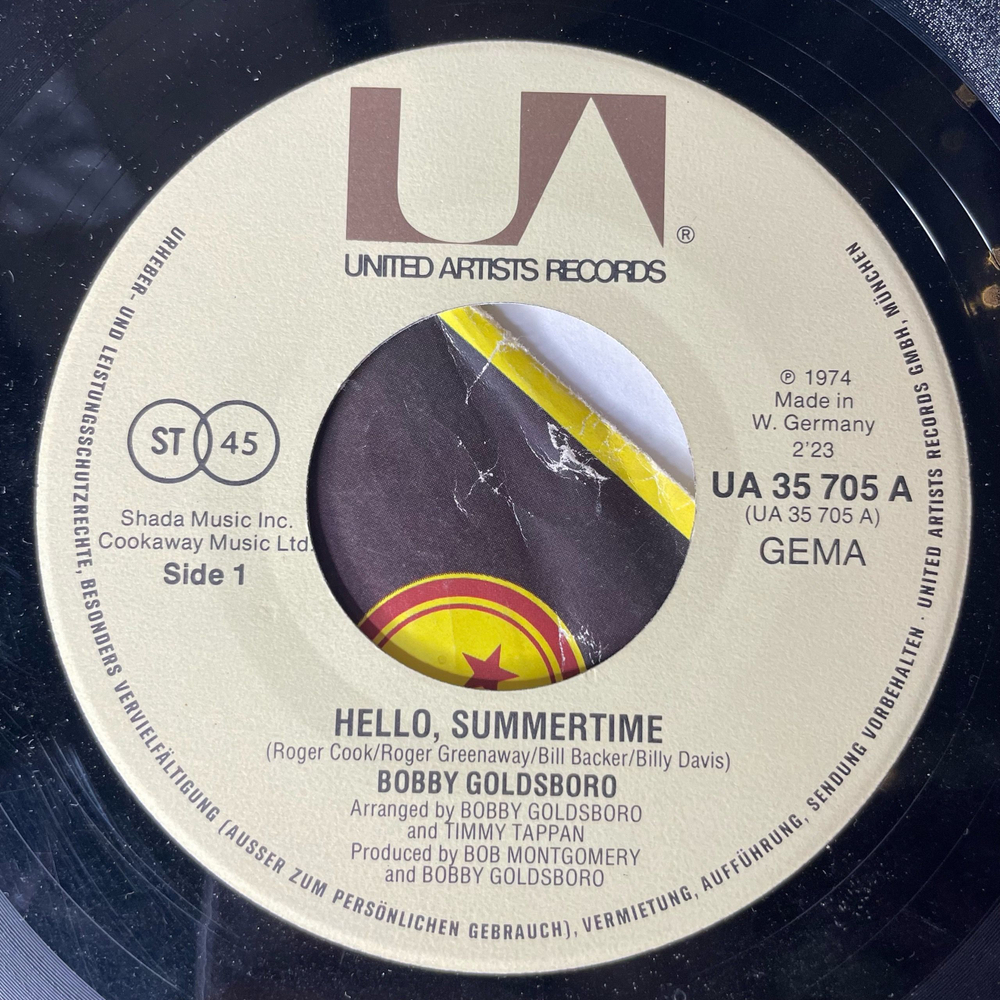 UA
®
UNITED ARTISTS RECORDS
URHEBER- UND LEISTUNGSSCHUTZRECHTE, BESONDERS VERVIELFÄLTIGUNG (AUSSER ZUM PERSÖNLICHEN GEBRAUCH), VERMIETUNG, AUFFÜHRUNG, SENDUNG VORBEHALTEN · UNITED ARTISTS RECORDS GMBH, MÜNCHEN
ST 45
Shada Music Inc.
Cookaway Music Ltd.
Side 1
℗ 1974
Made in
W. Germany
2'23
UA 35 705 A
(UA 35 705 A)
GEMA
HELLO, SUMMERTIME
(Roger Cook/Roger Greenaway/Bill Backer/Billy Davis)
BOBBY GOLDSBORO
Arranged by BOBBY GOLDSBORO
and TIMMY TAPPAN
Produced by BOB MONTGOMERY
and BOBBY GOLDSBORO